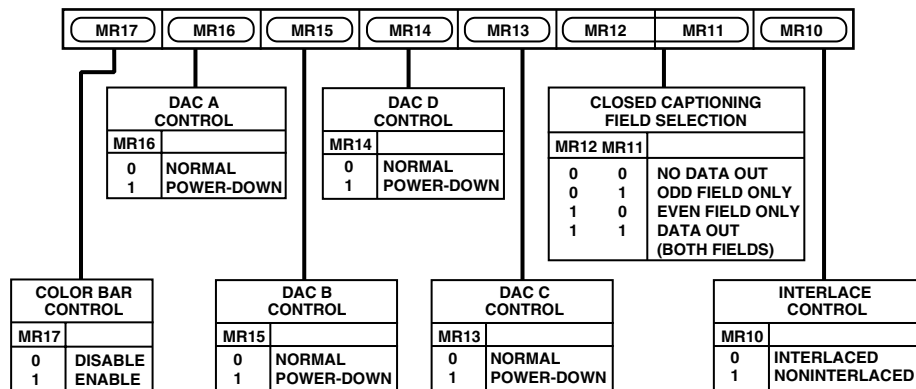 MR17 MR16 MR15 MR14 MR13 MR12 MR11 MR10
DAC A
CONTROL
MR16
0 NORMAL
1 POWER-DOWN
DAC D
CONTROL
MR14
0 NORMAL
1 POWER-DOWN
CLOSED CAPTIONING
FIELD SELECTION
MR12 MR11
0 0 NO DATA OUT
0 1 ODD FIELD ONLY
1 0 EVEN FIELD ONLY
1 1 DATA OUT
(BOTH FIELDS)
COLOR BAR
CONTROL
MR17
0 DISABLE
1 ENABLE
DAC B
CONTROL
MR15
0 NORMAL
1 POWER-DOWN
DAC C
CONTROL
MR13
0 NORMAL
1 POWER-DOWN
INTERLACE
CONTROL
MR10
0 INTERLACED
1 NONINTERLACED